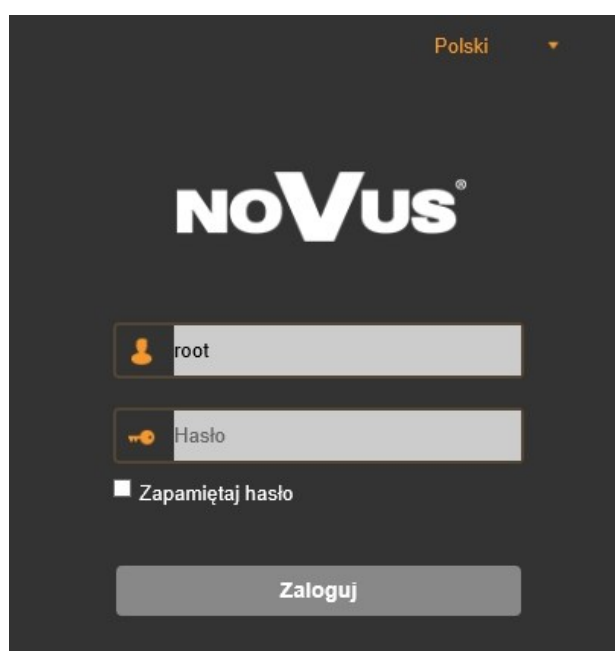 Polski
NOVUS®
root
Hasło
Zapamiętaj hasło
Zaloguj